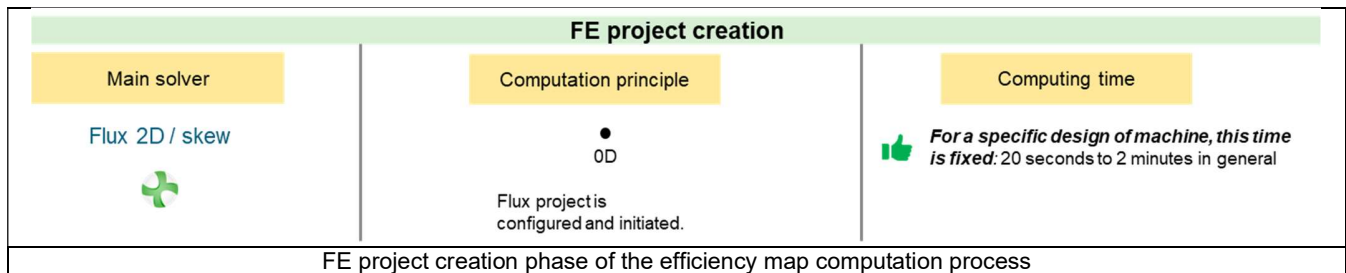 FE project creation
Main solver
Flux 2D / skew
Computation principle
0D
Flux project is
configured and initiated.
Computing time
For a specific design of machine, this time
is fixed: 20 seconds to 2 minutes in general
FE project creation phase of the efficiency map computation process